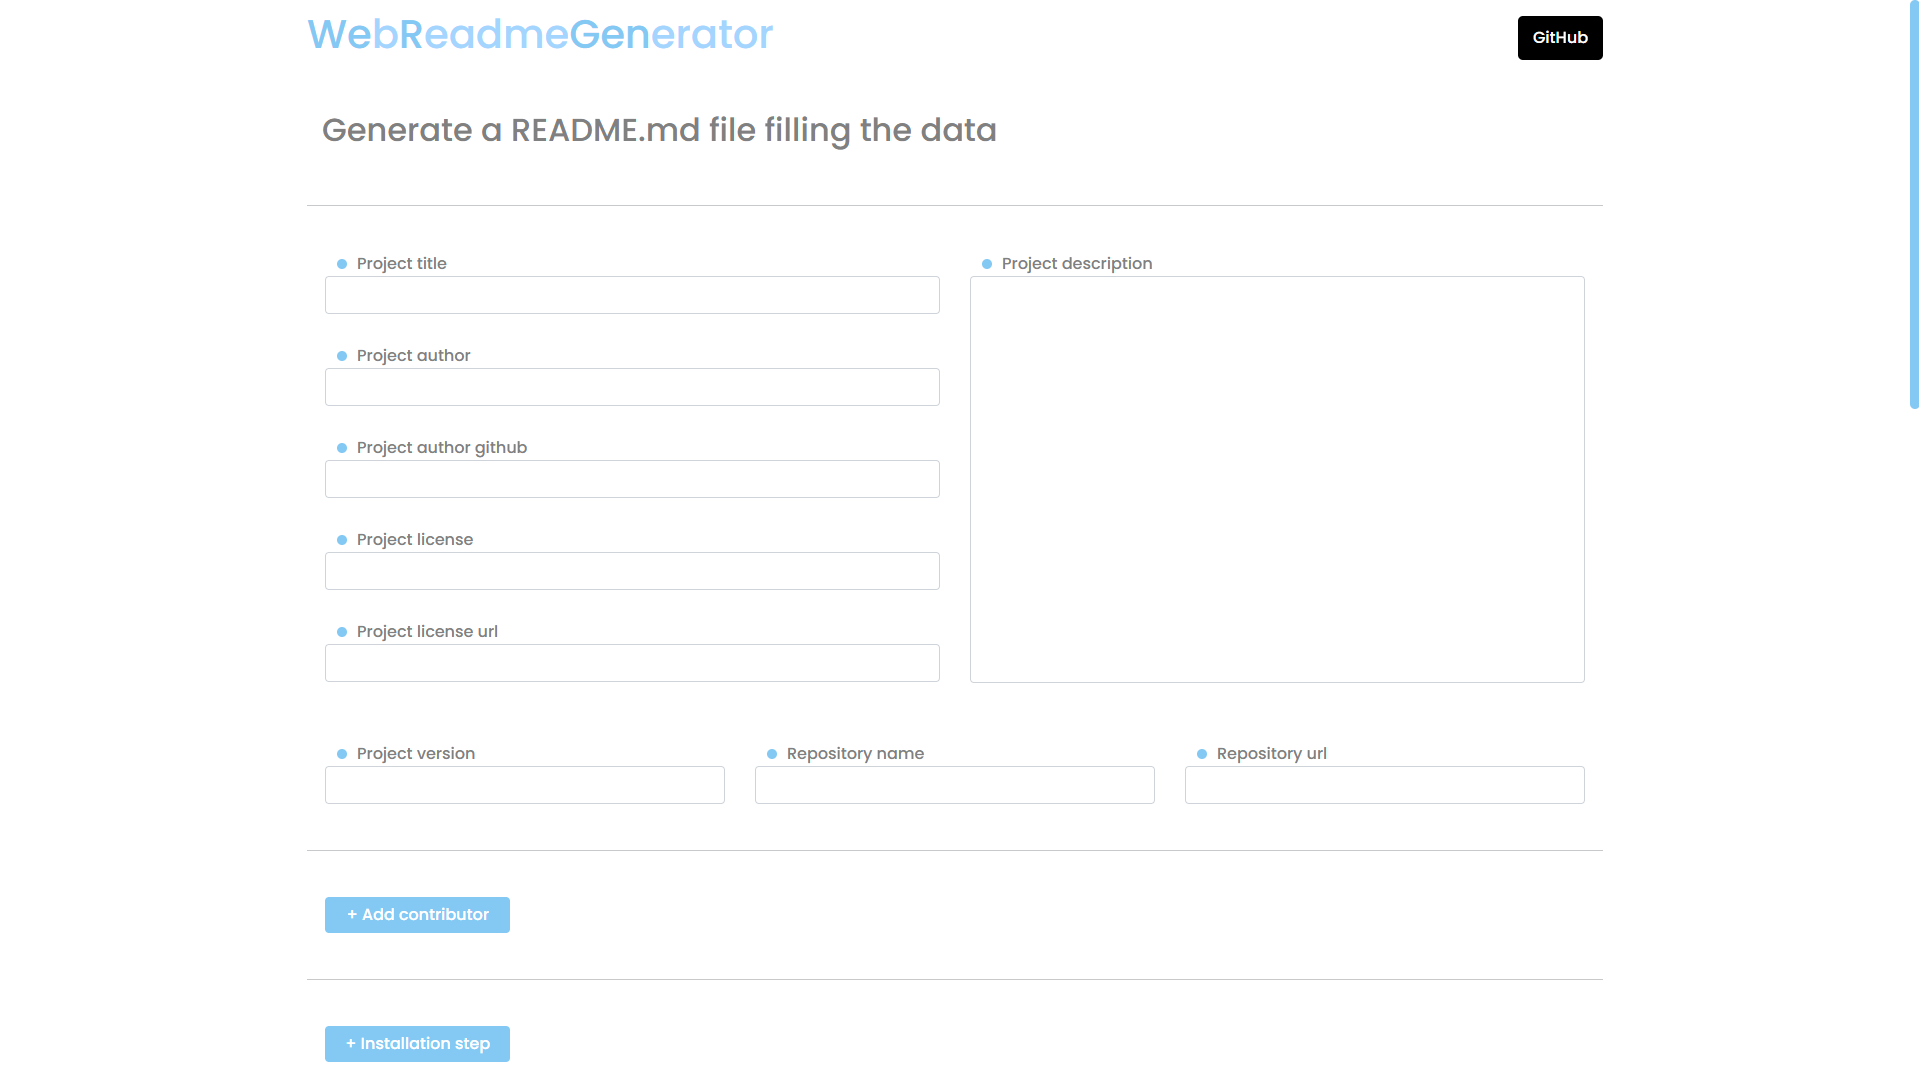 WebReadmeGenerator
GitHub
Generate a README.md file filling the data
Project title
Project author
Project author github
Project license
Project license url
Project description
Project version
Repository name
Repository url
+ Add contributor
+ Installation step